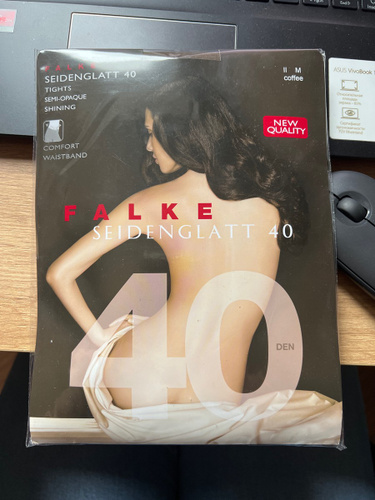 FALKE
SEIDENGLATT 40
TIGHTS
SEMI-OPAQUE
SHINING
COMFORT
WAISTBAND
II M
coffee
NEW
QUALITY
FALKE
SEIDENGLATT 40
40
DEN
ASUS VivoBook